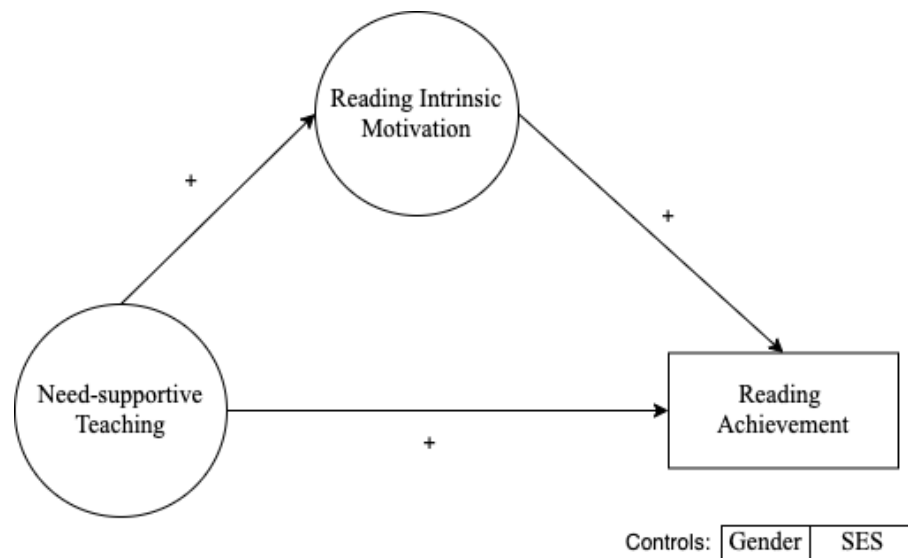 Reading Intrinsic
Motivation
+
+
Need-supportive
Teaching
Reading
Achievement
+
Controls: Gender SES